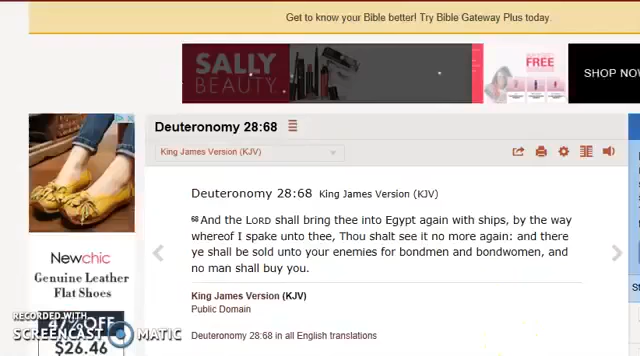 Get to know your Bible better! Try Bible Gateway Plus today.
SALLY
BEAUTY
FREE
SHOP NOW
Deuteronomy 28:68
King James Version (KJV)
Deuteronomy 28:68 King James Version (KJV)
68 And the LORD shall bring thee into Egypt again with ships, by the way
whereof I spake unto thee, Thou shalt see it no more again: and there
ye shall be sold unto your enemies for bondmen and bondwomen, and
no man shall buy you.
King James Version (KJV)
Public Domain
Deuteronomy 28:68 in all English translations
Newchic
Genuine Leather
Flat Shoes
47% OFF
$26.46
RECORDED WITH
SCREENCAST MATIC